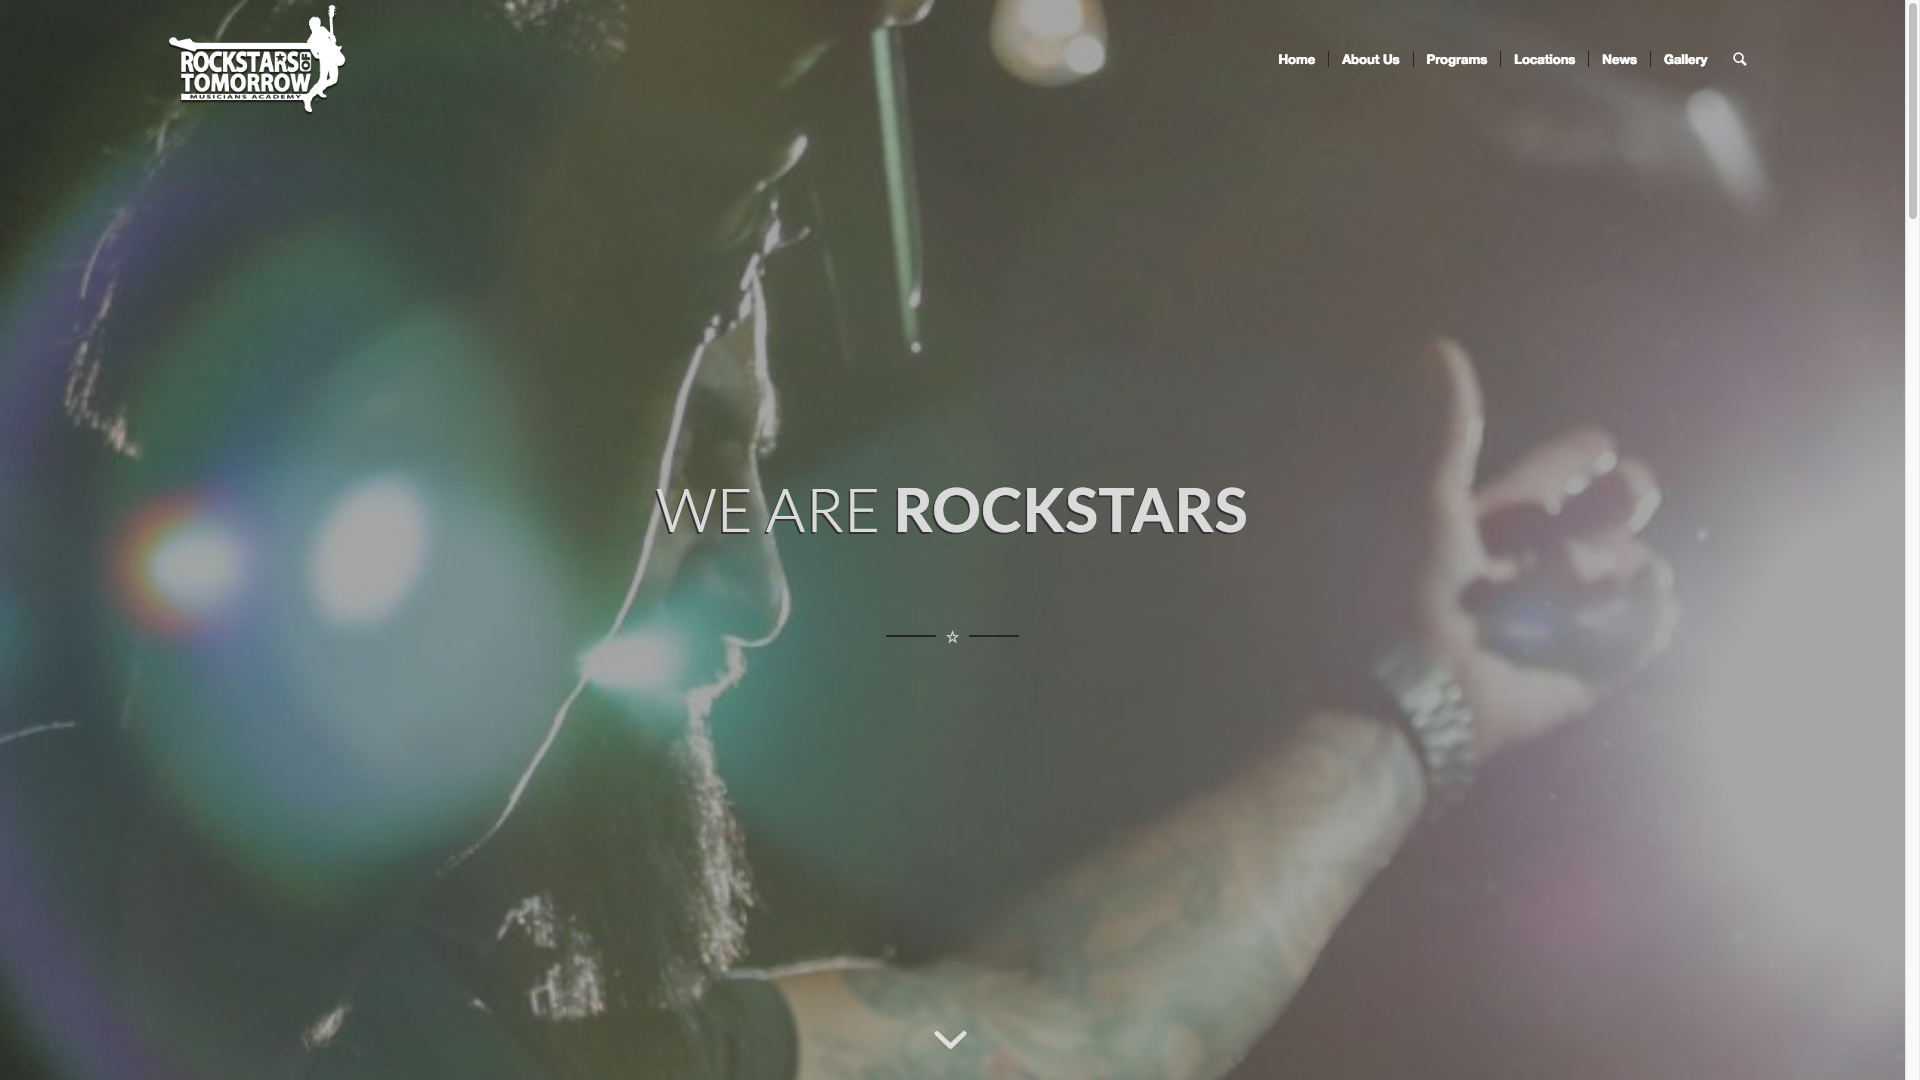 ROCKSTARS OF
TOMORROW
MUSICIANS ACADEMY
Home
About Us
Programs
Locations
News
Gallery
WE ARE ROCKSTARS